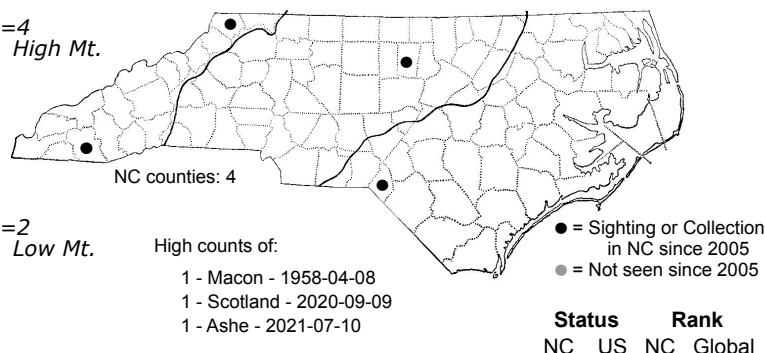 =4
High Mt.
NC counties: 4
=2
Low Mt.
High counts of:
1 - Macon - 1958-04-08
1 - Scotland - 2020-09-09
1 - Ashe - 2021-07-10
● = Sighting or Collection
in NC since 2005
● = Not seen since 2005
Status Rank
NC US NC Global